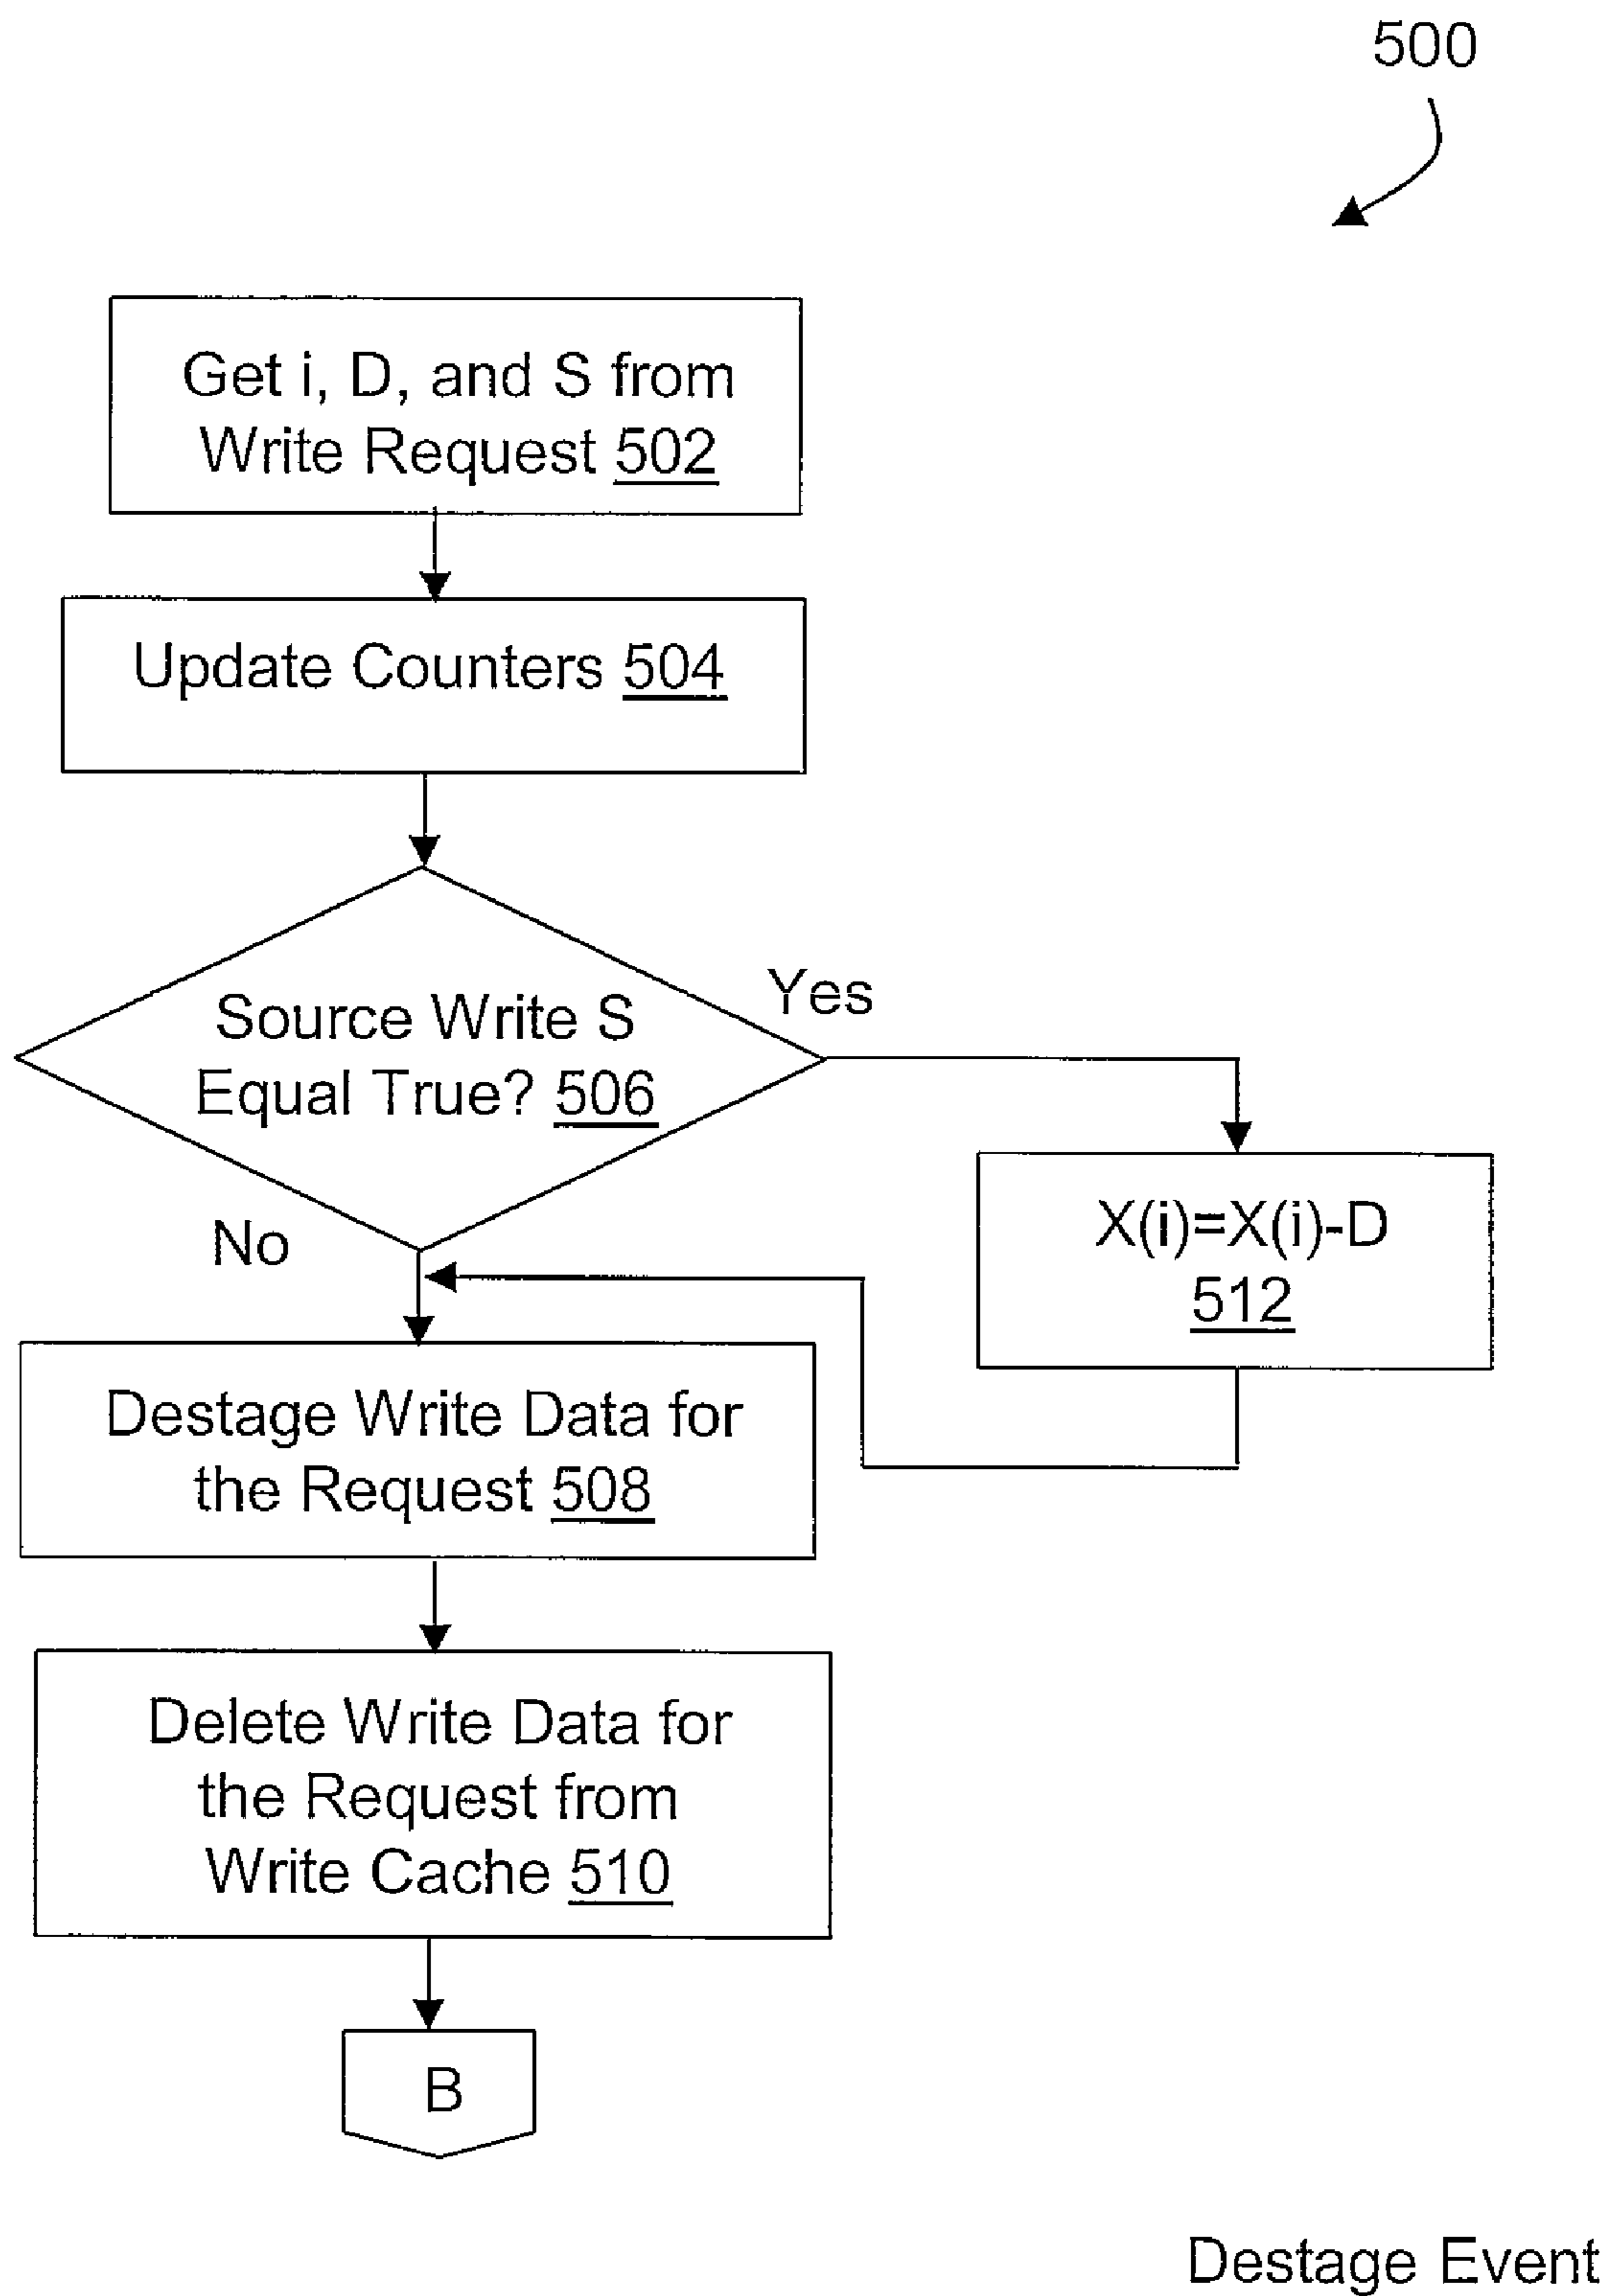 500
Get i, D, and S from
Write Request 502
Update Counters 504
Source Write S
Equal True? 506
Yes
No
X(i)=X(i)-D
512
Destage Write Data for
the Request 508
Delete Write Data for
the Request from
Write Cache 510
B
Destage Event